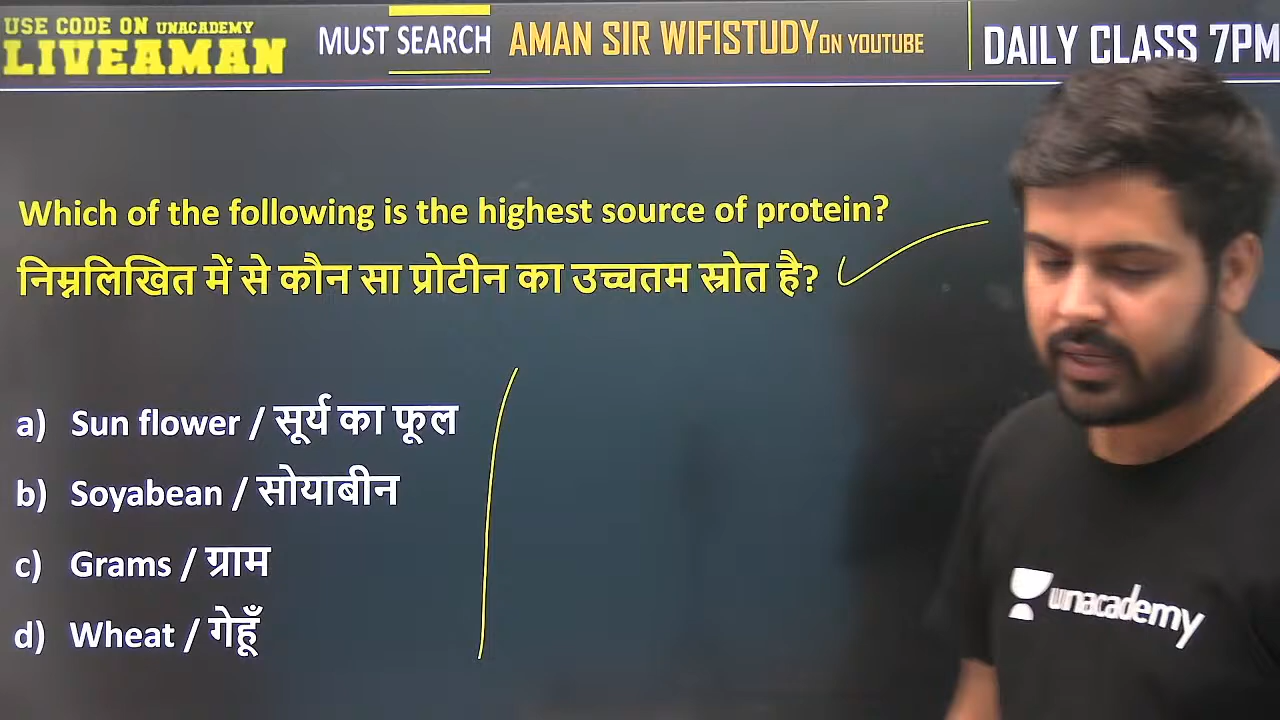 USE CODE ON UNACADEMY
LIVEAMAN
MUST SEARCH
AMAN SIR WIFISTUDY ON YOUTUBE
DAILY CLASS 7PM
Which of the following is the highest source of protein?
निम्नलिखित में से कौन सा प्रोटीन का उच्चतम स्रोत है?
a) Sun flower / सूर्य का फूल
b) Soyabean / सोयाबीन
c) Grams / ग्राम
d) Wheat / गेहूँ
unacademy